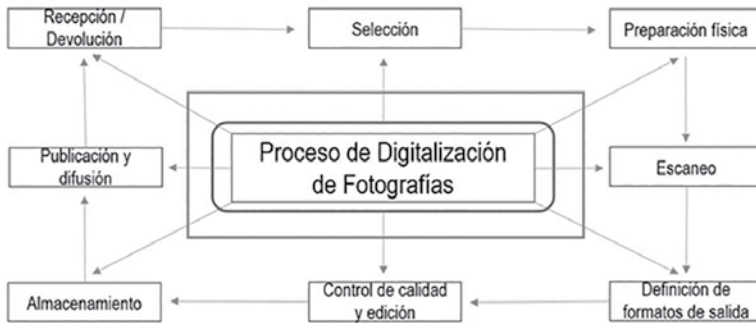 Recepción /
Devolución
Selección
Preparación física
Publicación y
difusión
Proceso de Digitalización
de Fotografías
Escaneo
Almacenamiento
Control de calidad
y edición
Definición de
formatos de salida